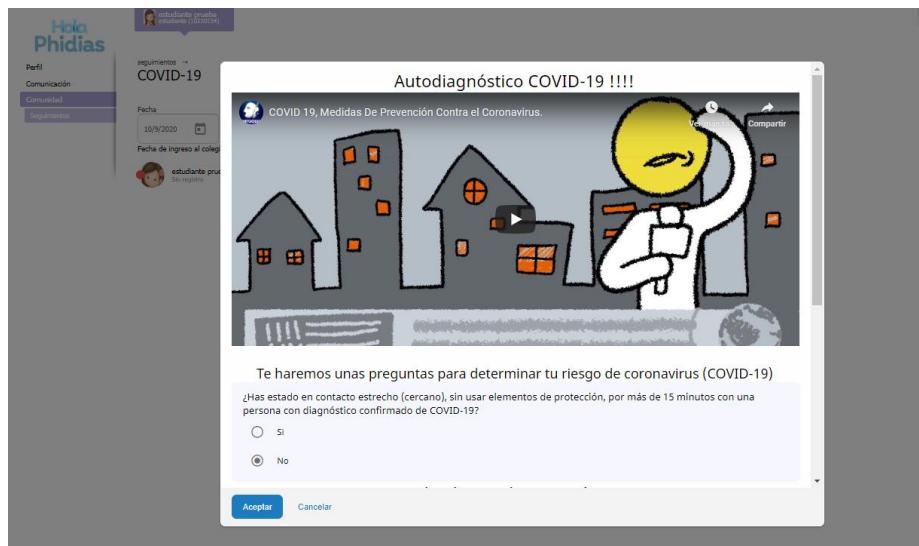 Hola
Phidias
estudiante prueba
Perfil
Comunicación
Comunidad
Seguimientos
seguimientos →
COVID-19
Fecha
10/9/2020
Fecha de ingreso al colegi
estudiante prue
Sin registro
Autodiagnóstico COVID-19 !!!!
COVID 19, Medidas De Prevención Contra el Coronavirus.
Compartir
Te haremos unas preguntas para determinar tu riesgo de coronavirus (COVID-19)
¿Has estado en contacto estrecho (cercano), sin usar elementos de protección, por más de 15 minutos con una
persona con diagnóstico confirmado de COVID-19?
Si
No
Aceptar
Cancelar